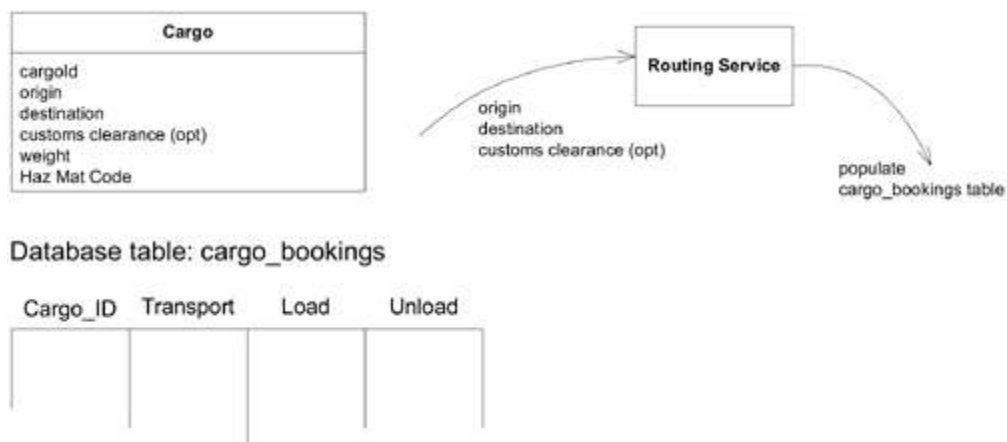 Cargo
cargoId
origin
destination
customs clearance (opt)
weight
Haz Mat Code
Routing Service
origin
destination
customs clearance (opt)
populate
cargo_bookings table
Database table: cargo_bookings
Cargo_ID Transport Load Unload